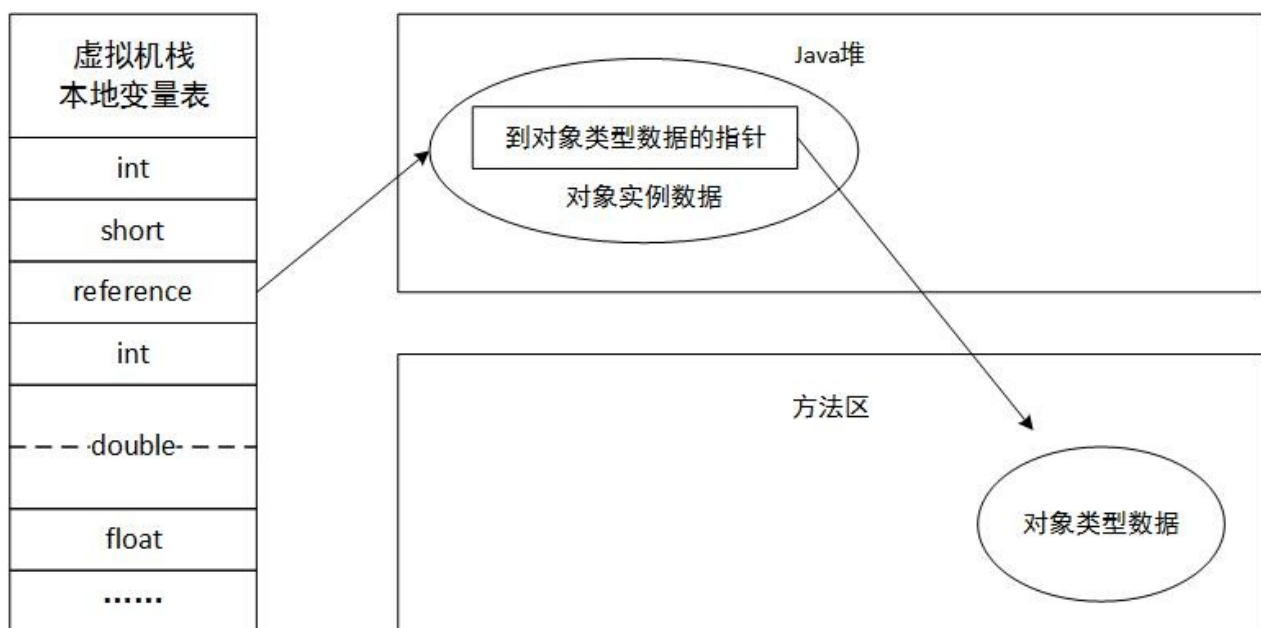 虚拟机栈
本地变量表
int
short
reference
int
double
float
……
Java堆
到对象类型数据的指针
对象实例数据
方法区
对象类型数据